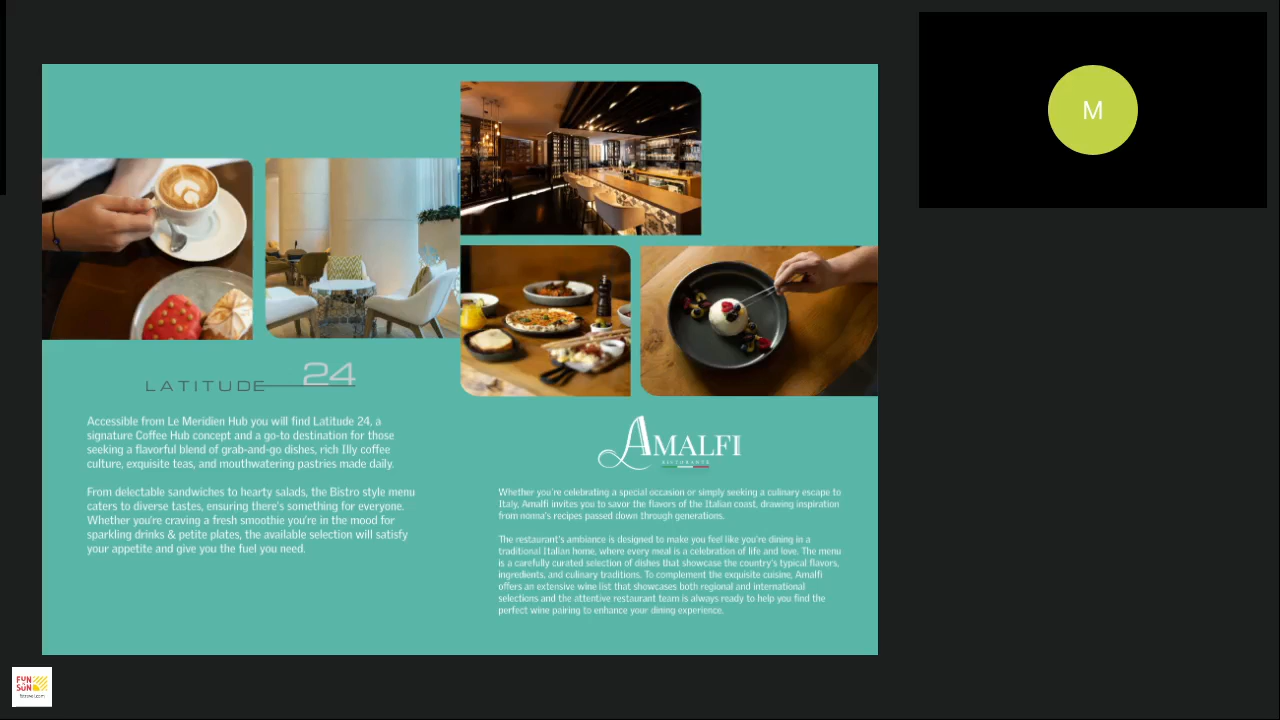 M
LATITUDE 24
Accessible from Le Meridien Hub you will find Latitude 24, a
signature Coffee Hub concept and a go-to destination for those
seeking a flavorful blend of grab-and-go dishes, rich Illy coffee
culture, exquisite teas, and mouthwatering pastries made daily.
From delectable sandwiches to hearty salads, the Bistro style menu
caters to diverse tastes, ensuring there's something for everyone.
Whether you're craving a fresh smoothie you're in the mood for
sparkling drinks & petite plates, the available selection will satisfy
your appetite and give you the fuel you need.
AMALFI
RISTORANTE
Whether you're celebrating a special occasion or simply seeking a culinary escape to
Italy, Amalfi invites you to savor the flavors of the Italian coast, drawing inspiration
from nonna's recipes passed down through generations.
The restaurant's ambiance is designed to make you feel like you're dining in a
traditional Italian home, where every meal is a celebration of life and love. The menu
is a carefully curated selection of dishes that showcase the country's typical flavors,
ingredients, and culinary traditions. To complement the exquisite cuisine, Amalfi
offers an extensive wine list that showcases both regional and international
selections and the attentive restaurant team is always ready to help you find the
perfect wine pairing to enhance your dining experience.
FUN
&SUN